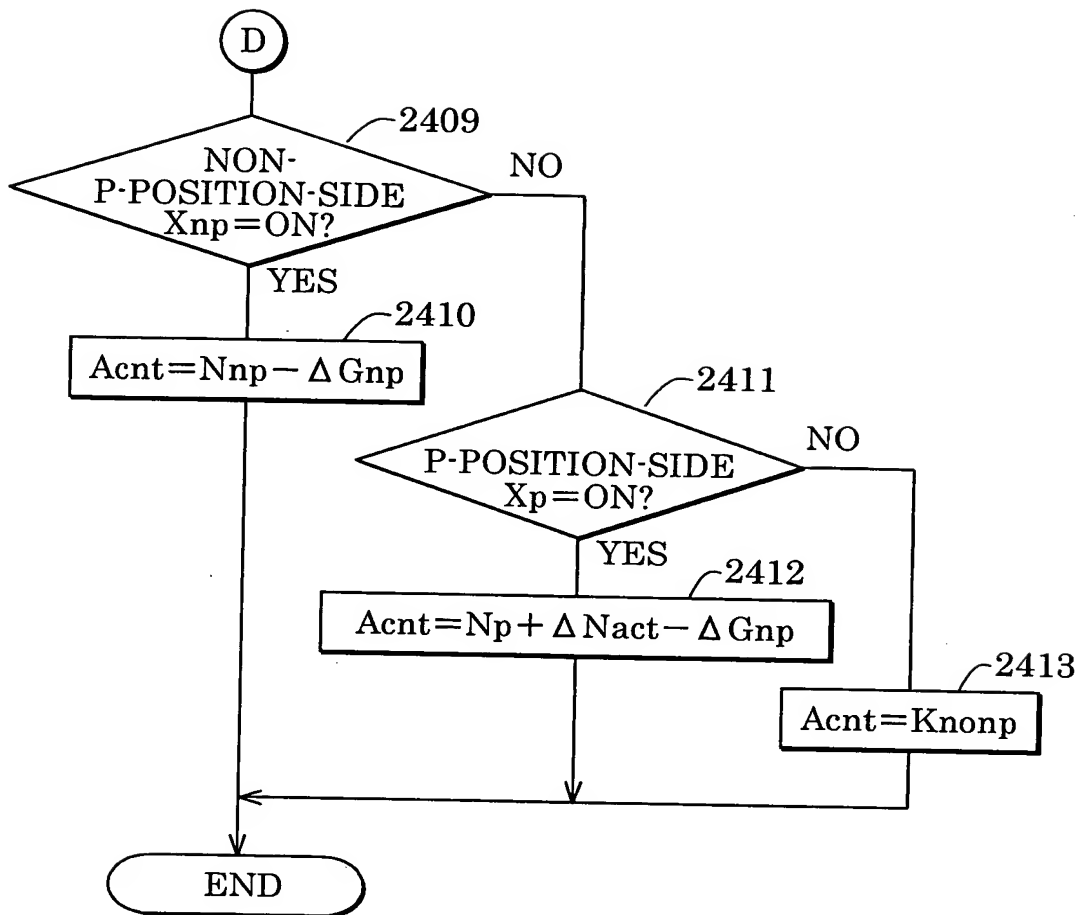 D
2409
NON-
P-POSITION-SIDE
Xnp=ON?
NO
YES
2410
Acnt=Nnp-ΔGnp
2411
P-POSITION-SIDE
Xp=ON?
NO
YES
2412
Acnt=Np+ΔNact-ΔGnp
2413
Acnt=Knonp
END